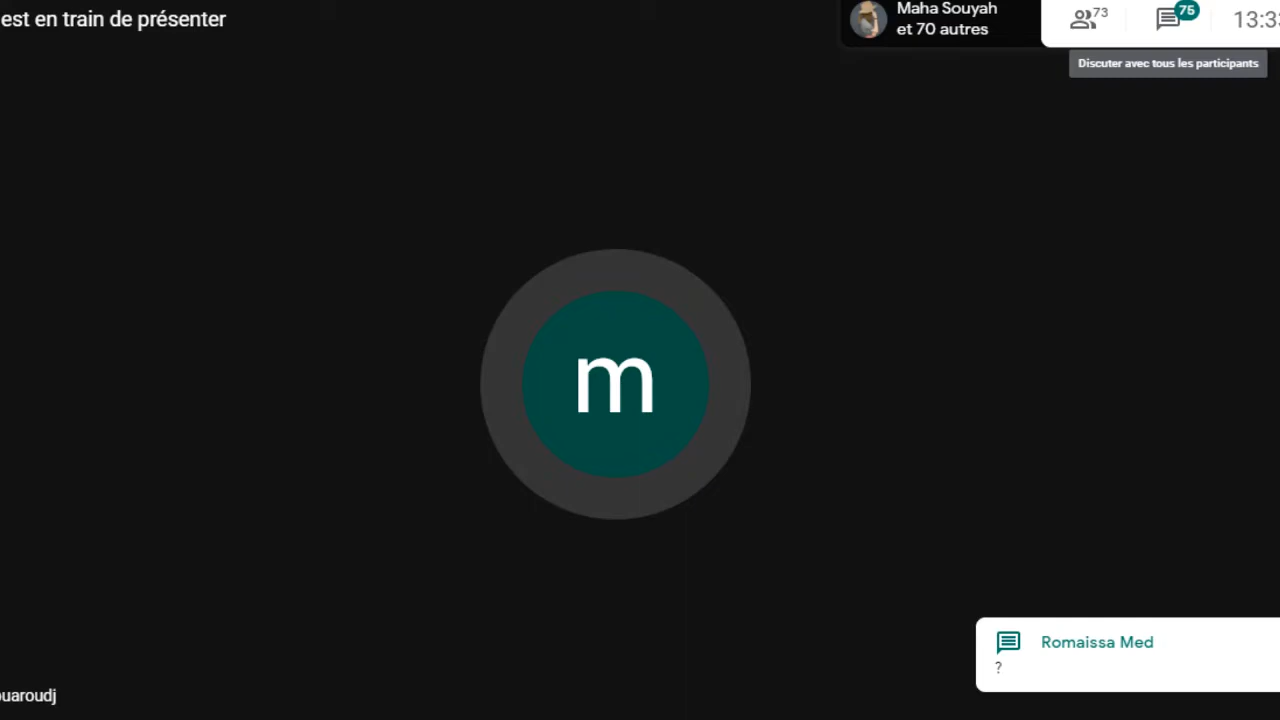 est en train de présenter
Maha Souyah
et 70 autres
73
75
13:3
Discuter avec tous les participants
m
Romaissa Med
?
uaroudj